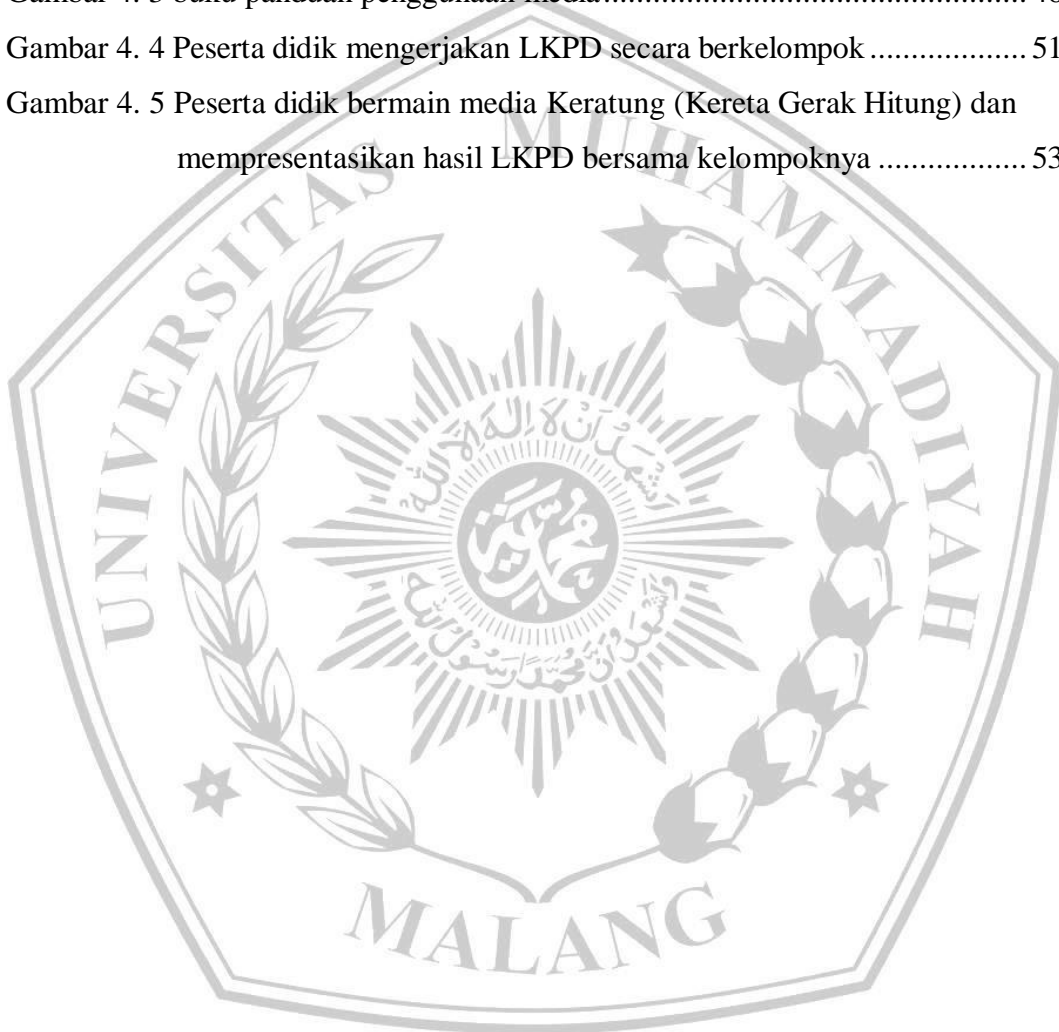 Gambar 4. 4 Peserta didik mengerjakan LKPD secara berkelompok .................. 51
Gambar 4. 5 Peserta didik bermain media Keratung (Kereta Gerak Hitung) dan
mempresentasikan hasil LKPD bersama kelompoknya .................. 53
UNIVERSITAS MUHAMMADIYAH
MALANG